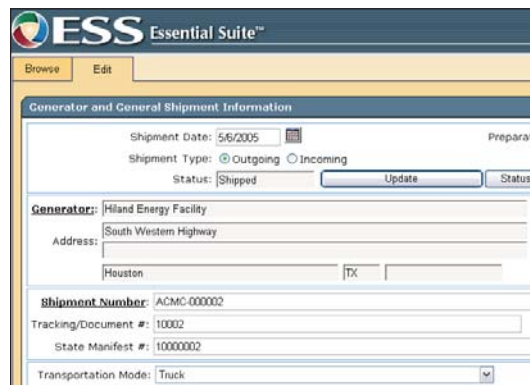 ESS Essential Suite™
Browse Edit
Generator and General Shipment Information
Shipment Date: 5/6/2005
Shipment Type: Outgoing Incoming
Status: Shipped Update Status
Generator:: Hiland Energy Facility
Address: South Western Highway
Houston TX
Shipment Number: ACMC-000002
Tracking/Document #: 10002
State Manifest #: 10000002
Transportation Mode: Truck